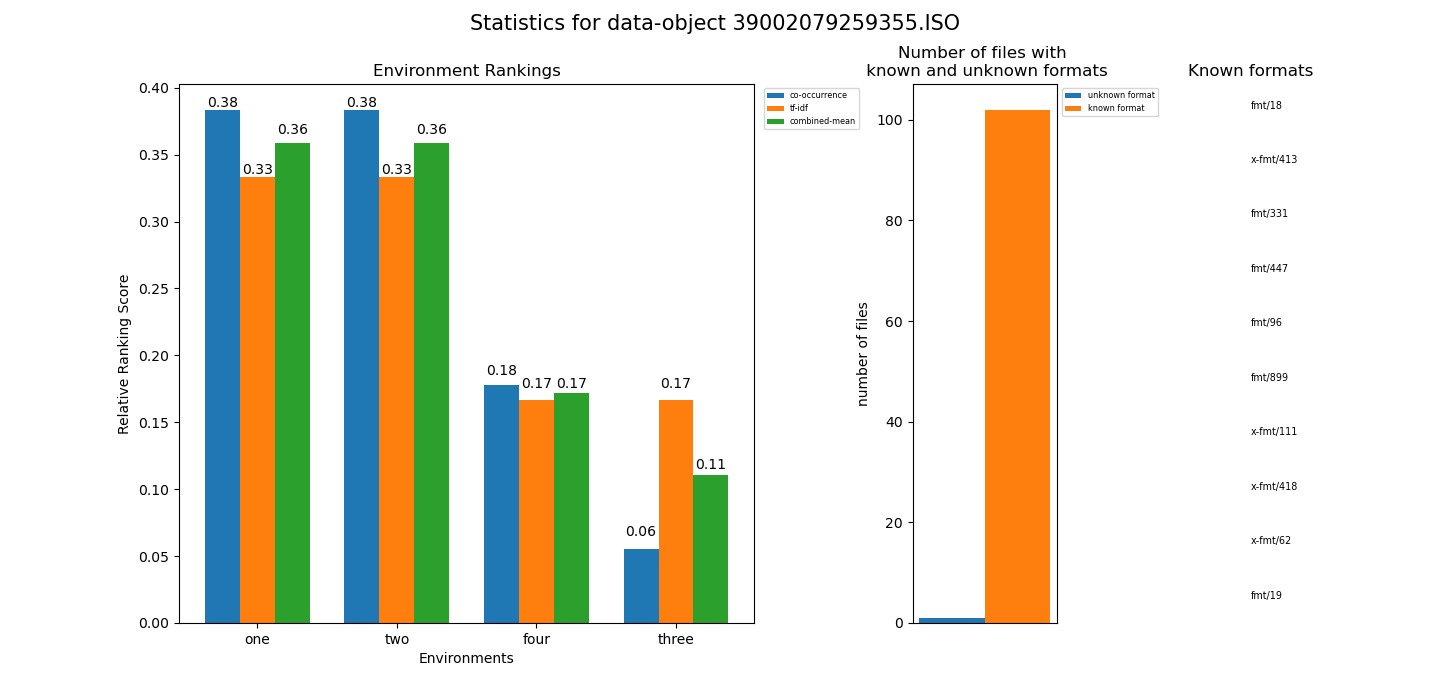 Statistics for data-object 39002079259355.ISO
Environment Rankings
0.40
0.35
0.30
0.25
0.20
0.15
0.10
0.05
0.00
Relative Ranking Score
0.38
0.33
0.36
0.38
0.33
0.36
0.18
0.17
0.17
0.06
0.17
0.11
one
two
four
three
Environments
co-occurrence
tf-idf
combined-mean
Number of files with
known and unknown formats
100
80
60
40
20
0
number of files
unknown format
known format
Known formats
fmt/18
x-fmt/413
fmt/331
fmt/447
fmt/96
fmt/899
x-fmt/111
x-fmt/418
x-fmt/62
fmt/19